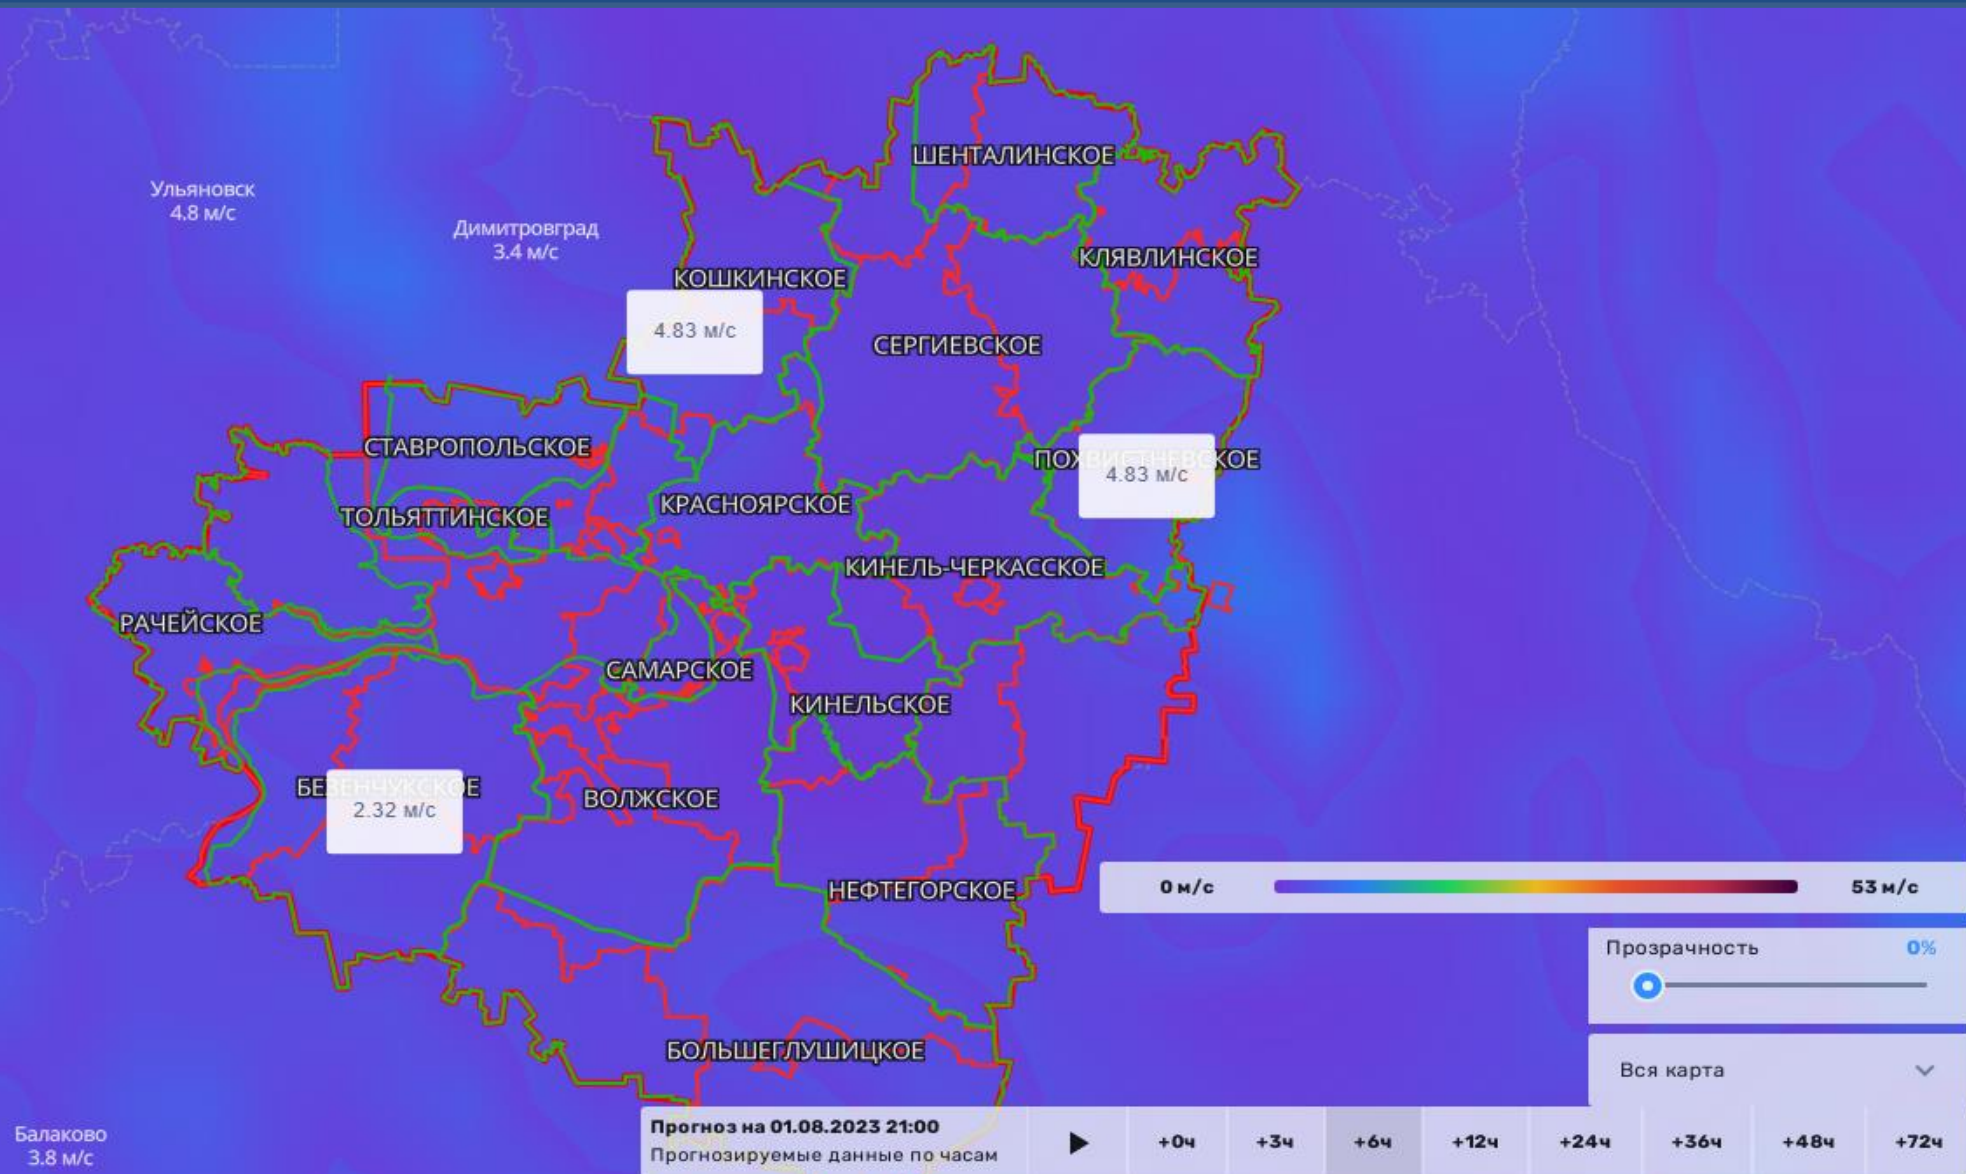 ШЕНТАЛИНСКОЕ
Ульяновск
4.8 м/с
Димитровград
3.4 м/с
КЛЯВЛИНСКОЕ
КОШКИНСКОЕ
4.83 м/с
СЕРГИЕВСКОЕ
СТАВРОПОЛЬСКОЕ
ПОХВИСТНЕВСКОЕ
4.83 м/с
КРАСНОЯРСКОЕ
ТОЛЬЯТТИНСКОЕ
КИНЕЛЬ-ЧЕРКАССКОЕ
РАЧЕЙСКОЕ
САМАРСКОЕ
КИНЕЛЬСКОЕ
БЕЗЕНЧУКСКОЕ
2.32 м/с
ВОЛЖСКОЕ
НЕФТЕГОРСКОЕ
0 м/с 53 м/с
Прозрачность 0%
БОЛЬШЕГЛУШИЦКОЕ
Вся карта
Балаково
3.8 м/с
Прогноз на 01.08.2023 21:00
Прогнозируемые данные по часам
+0ч +3ч +6ч +12ч +24ч +36ч +48ч +72ч